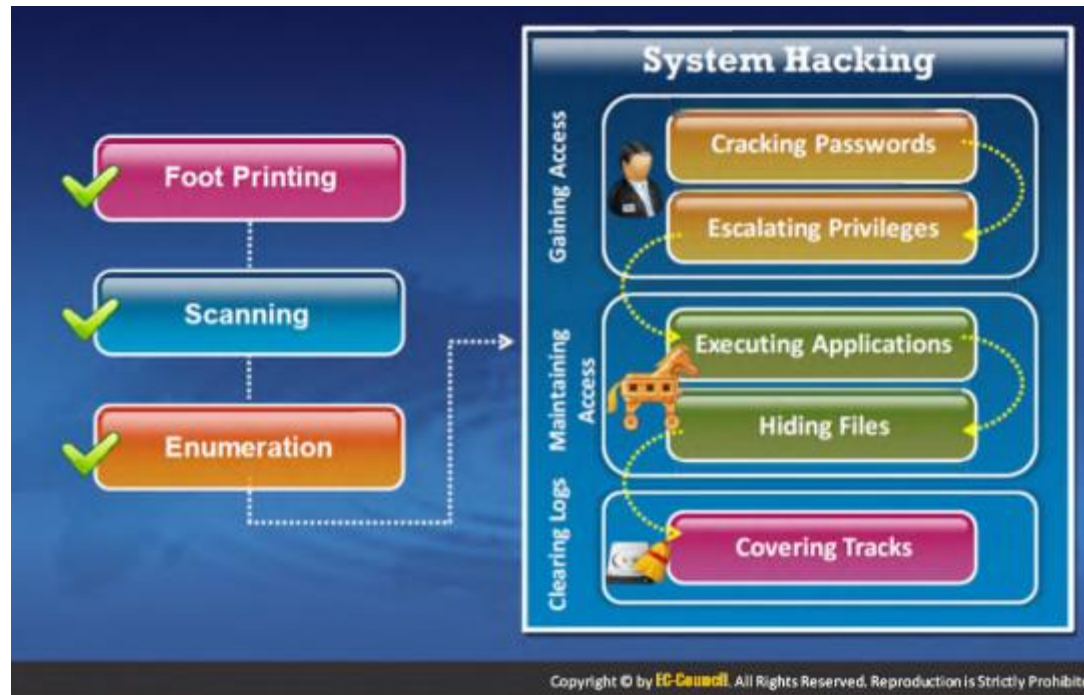 Foot Printing
Scanning
Enumeration
System Hacking
Gaining Access
Cracking Passwords
Escalating Privileges
Maintaining
Access
Executing Applications
Hiding Files
Clearing Logs
Covering Tracks
Copyright © by EC-Council. All Rights Reserved. Reproduction is Strictly Prohibite